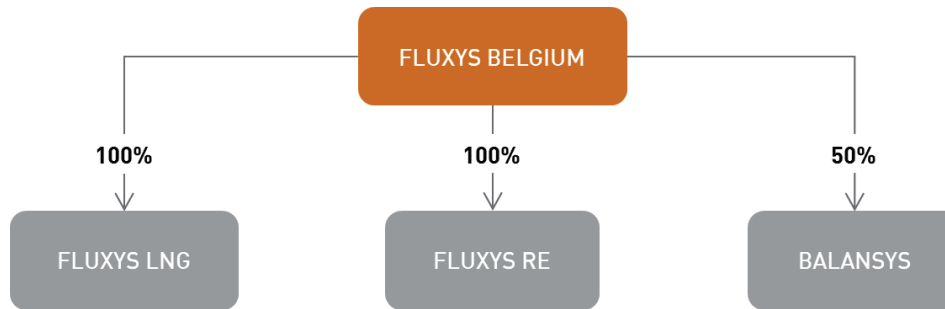 FLUXYS BELGIUM
100%
100%
50%
FLUXYS LNG
FLUXYS RE
BALANSYS